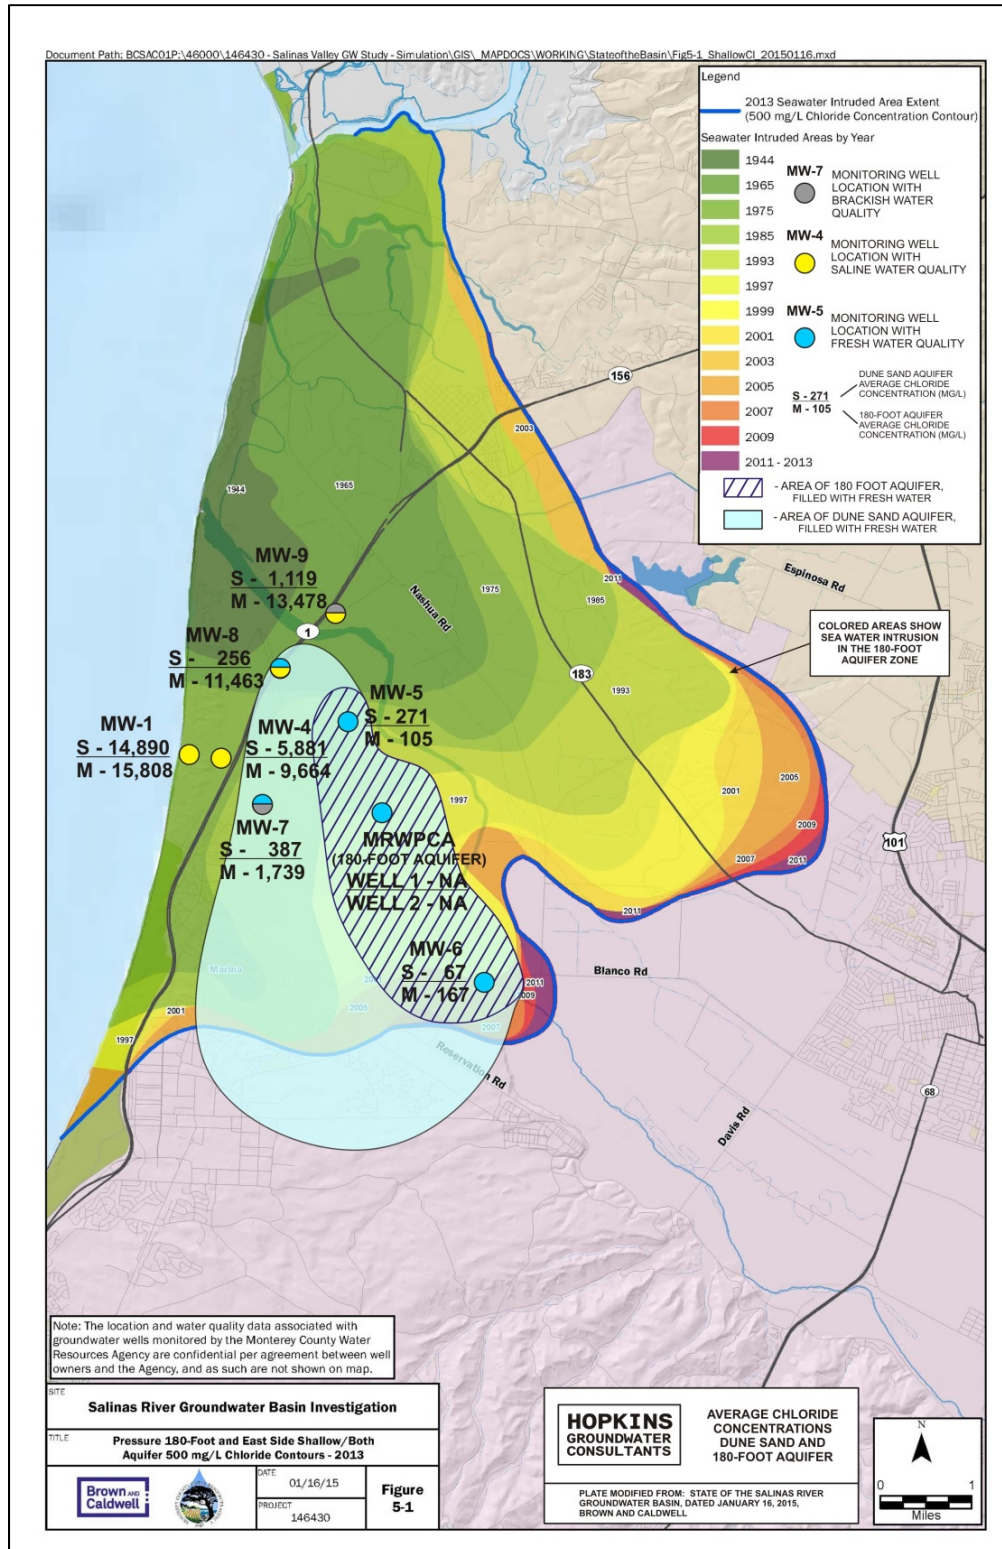 Document Path: BCSAC01P:\46000\146430 - Salinas Valley GW Study - Simulation\GIS\_MAPDOCS\WORKING\StateoftheBasin\Fig5-1_ShallowCl_20150116.mxd
Legend
2013 Seawater Intruded Area Extent
(500 mg/L Chloride Concentration Contour)
Seawater Intruded Areas by Year
1944
1965
1975
1985
1993
1997
1999
2001
2003
2005
2007
2009
2011 - 2013
MW-7
MONITORING WELL
LOCATION WITH
BRACKISH WATER
QUALITY
MW-4
MONITORING WELL
LOCATION WITH
SALINE WATER QUALITY
MW-5
MONITORING WELL
LOCATION WITH
FRESH WATER QUALITY
S - 271
M - 105
DUNE SAND AQUIFER
AVERAGE CHLORIDE
CONCENTRATION (MG/L)
180-FOOT AQUIFER
AVERAGE CHLORIDE
CONCENTRATION (MG/L)
- AREA OF 180 FOOT AQUIFER,
FILLED WITH FRESH WATER
- AREA OF DUNE SAND AQUIFER,
FILLED WITH FRESH WATER
156
2003
1944
1965
MW-9
S - 1,119
M - 13,478
Nashua Rd
1975
2011
1985
Espinosa Rd
COLORED AREAS SHOW
SEA WATER INTRUSION
IN THE 180-FOOT
AQUIFER ZONE
1
MW-8
S - 256
M - 11,463
183
1993
MW-5
S - 271
M - 105
MW-1
S - 14,890
M - 15,808
MW-4
S - 5,881
M - 9,664
2005
2001
1997
2009
MW-7
S - 387
M - 1,739
MRWPCA
(180-FOOT AQUIFER)
WELL 1 - NA
WELL 2 - NA
101
2007
2011
2011
MW-6
S - 67
M - 167
Marina
Blanco Rd
2011
2005
2001
2007
1997
Reservation Rd
68
Davis Rd
Note: The location and water quality data associated with
groundwater wells monitored by the Monterey County Water
Resources Agency are confidential per agreement between well
owners and the Agency, and as such are not shown on map.
SITE
Salinas River Groundwater Basin Investigation
TITLE
Pressure 180-Foot and East Side Shallow/Both
Aquifer 500 mg/L Chloride Contours - 2013
Brown AND
Caldwell
DATE
01/16/15
PROJECT
146430
Figure
5-1
HOPKINS
GROUNDWATER
CONSULTANTS
AVERAGE CHLORIDE
CONCENTRATIONS
DUNE SAND AND
180-FOOT AQUIFER
PLATE MODIFIED FROM: STATE OF THE SALINAS RIVER
GROUNDWATER BASIN, DATED JANUARY 16, 2015,
BROWN AND CALDWELL
N
0 1
Miles